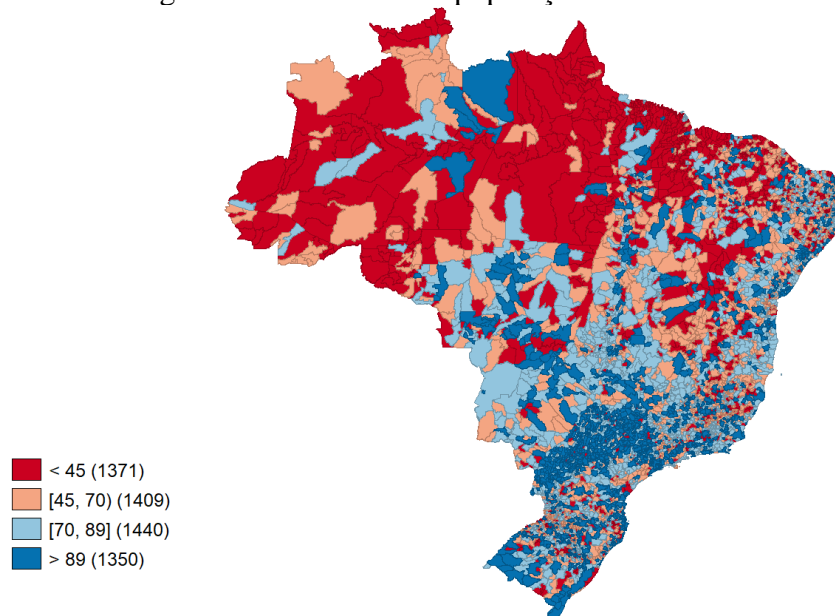 < 45 (1371)
[45, 70) (1409)
[70, 89] (1440)
> 89 (1350)